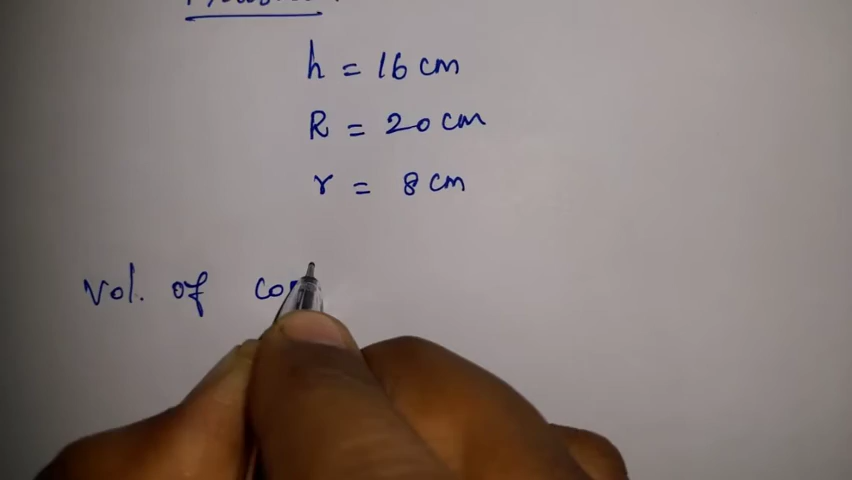 h = 16 cm
R = 20 cm
r = 8 cm
Vol. of